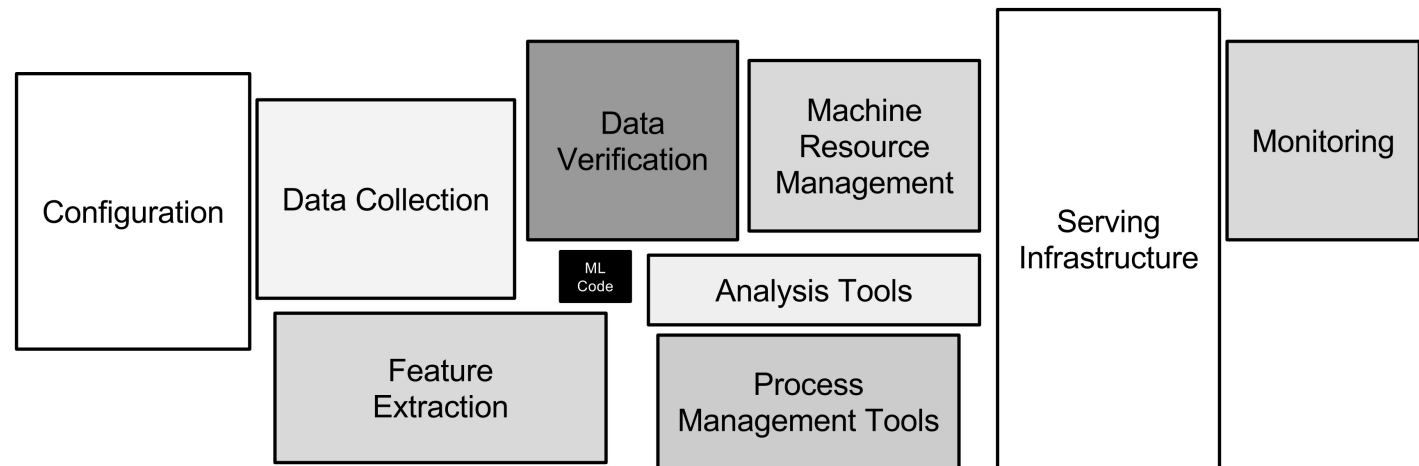 Configuration
Data Collection
Data
Verification
Machine
Resource
Management
Monitoring
Serving
Infrastructure
ML
Code
Analysis Tools
Feature
Extraction
Process
Management Tools